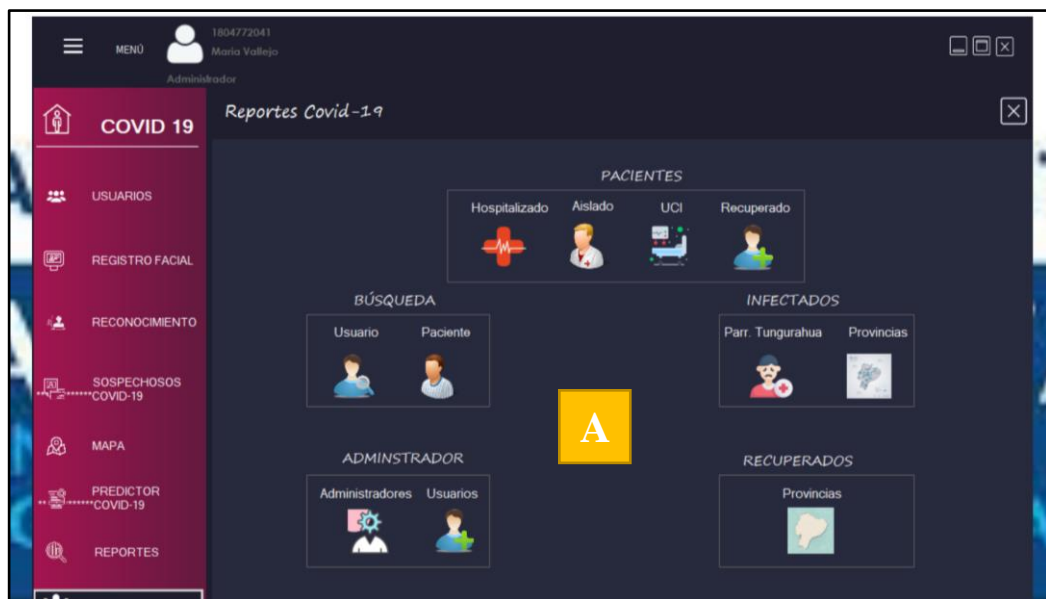 1804772041
MENÚ
Maria Vallejo
Administrador
COVID 19
Reportes Covid-19
USUARIOS
REGISTRO FACIAL
RECONOCIMIENTO
SOSPECHOSOS
COVID-19
MAPA
PREDICTOR
COVID-19
REPORTES
PACIENTES
Hospitalizado Aislado UCI Recuperado
BÚSQUEDA
Usuario Paciente
INFECTADOS
Parr. Tungurahua Provincias
A
ADMINSTRADOR
Administradores Usuarios
RECUPERADOS
Provincias